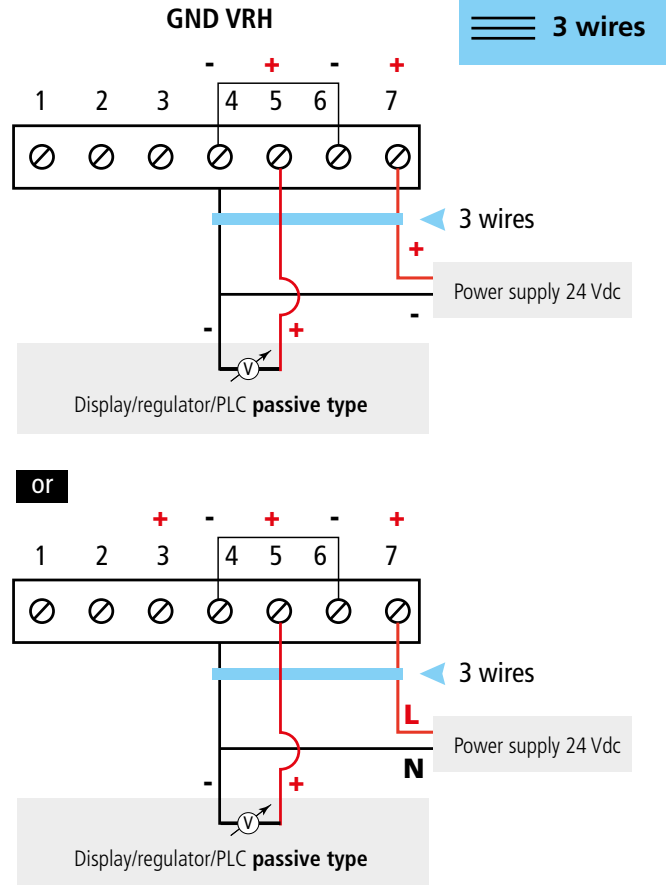 GND VRH
3 wires
- + - +
1 2 3 4 5 6 7
3 wires
+
Power supply 24 Vdc
-
- +
V
Display/regulator/PLC passive type
or
+ - + - +
1 2 3 4 5 6 7
3 wires
L
Power supply 24 Vdc
N
- +
V
Display/regulator/PLC passive type